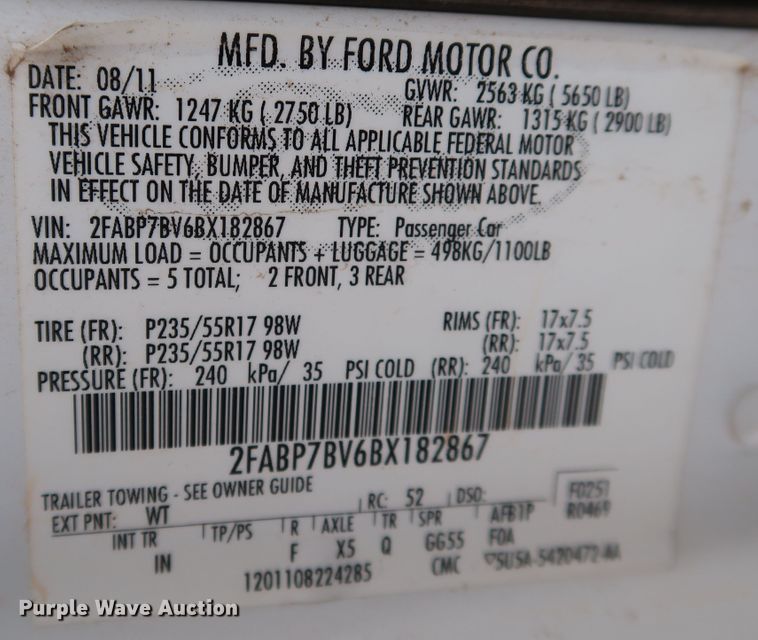 MFD. BY FORD MOTOR CO.
DATE: 08/11 GVWR: 2563 KG ( 5650 LB)
FRONT GAWR: 1247 KG ( 2750 LB) REAR GAWR: 1315 KG ( 2900 LB)
THIS VEHICLE CONFORMS TO ALL APPLICABLE FEDERAL MOTOR
VEHICLE SAFETY, BUMPER, AND THEFT PREVENTION STANDARDS
IN EFFECT ON THE DATE OF MANUFACTURE SHOWN ABOVE.
VIN: 2FABP7BV6BX182867 TYPE: Passenger Car
MAXIMUM LOAD = OCCUPANTS + LUGGAGE = 498KG/1100LB
OCCUPANTS = 5 TOTAL; 2 FRONT, 3 REAR
TIRE (FR): P235/55R17 98W RIMS (FR): 17x7.5
(RR): P235/55R17 98W (RR): 17x7.5
PRESSURE (FR): 240 kPa/ 35 PSI COLD (RR): 240 kPa/ 35 PSI COLD
2FABP7BV6BX182867
TRAILER TOWING - SEE OWNER GUIDE
EXT PNT: WT RC: 52 DSO: F0251
INT TR TP/PS R AXLE TR SPR AFB1P R0469
IN F X5 Q GG55 FOA
1201108224285 CMC 5U5A-5420472-AA
Purple Wave Auction